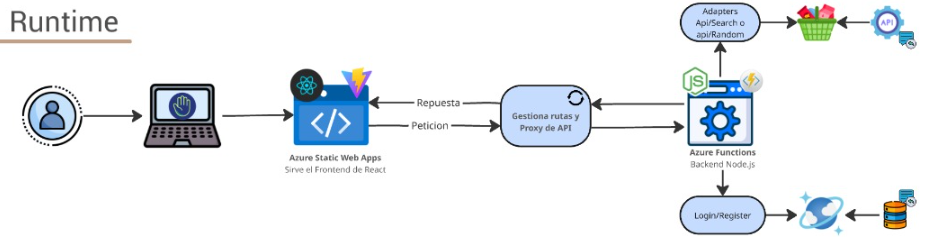 Runtime
Adapters
Api/Search o
api/Random
API
JS
Repuesta
Peticion
Gestiona rutas y
Proxy de API
Azure Static Web Apps
Sirve el Frontend de React
Azure Functions
Backend Node.js
Login/Register